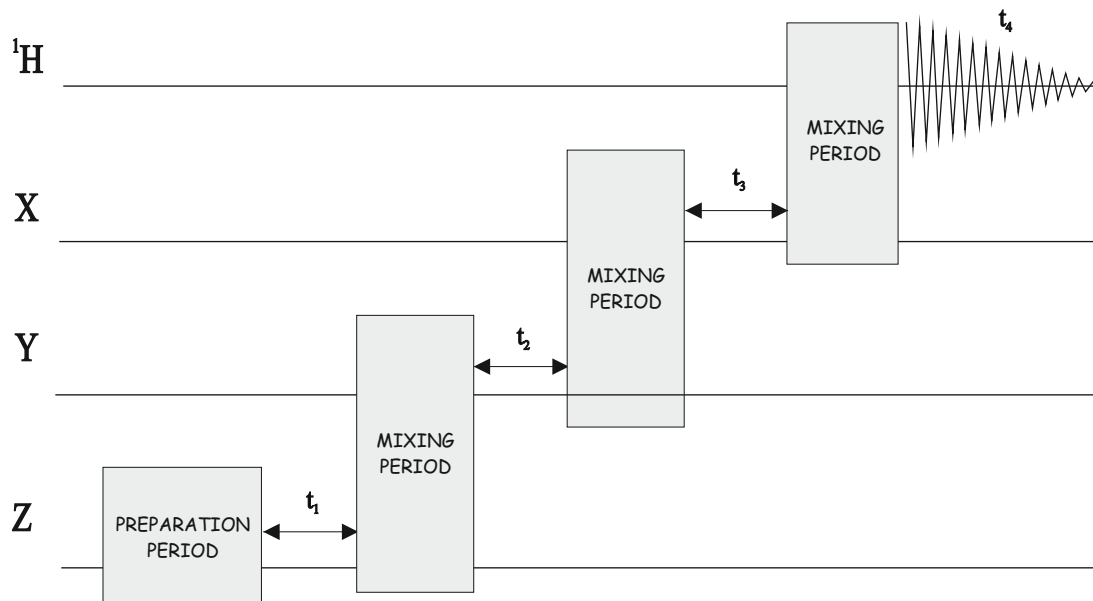 t₄
¹H
MIXING
PERIOD
t₃
X
MIXING
PERIOD
t₂
Y
MIXING
PERIOD
t₁
Z
PREPARATION
PERIOD